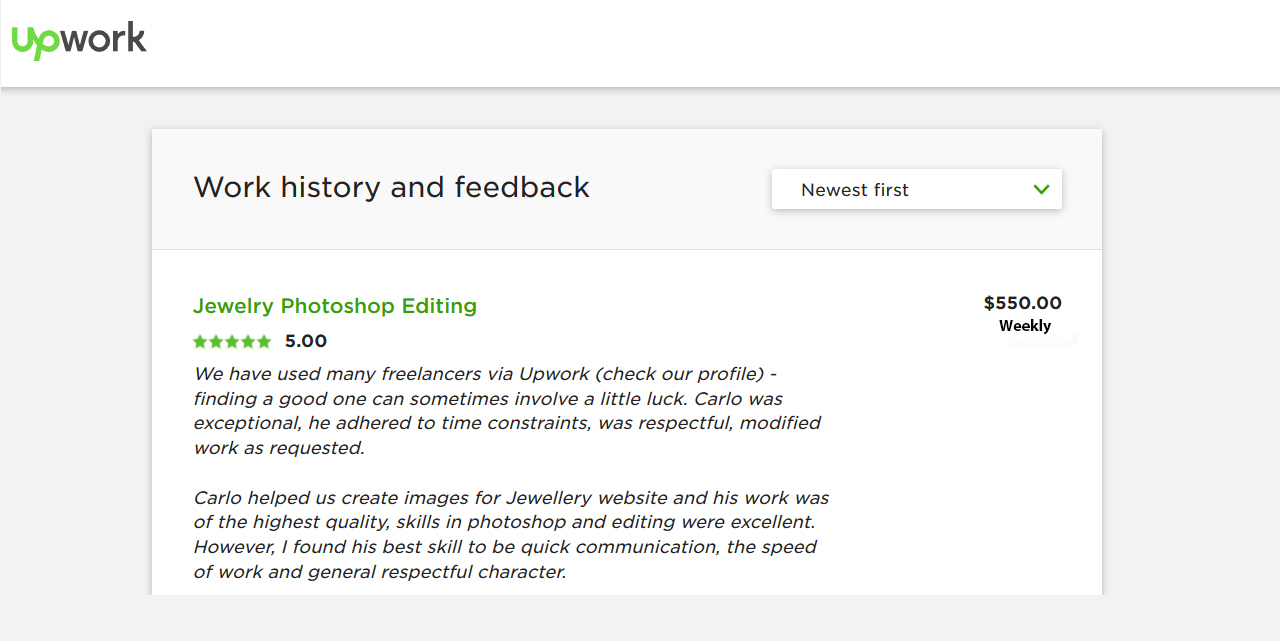 upwork
Work history and feedback
Newest first
Jewelry Photoshop Editing
$550.00
Weekly
5.00
We have used many freelancers via Upwork (check our profile) -
finding a good one can sometimes involve a little luck. Carlo was
exceptional, he adhered to time constraints, was respectful, modified
work as requested.
Carlo helped us create images for Jewellery website and his work was
of the highest quality, skills in photoshop and editing were excellent.
However, I found his best skill to be quick communication, the speed
of work and general respectful character.